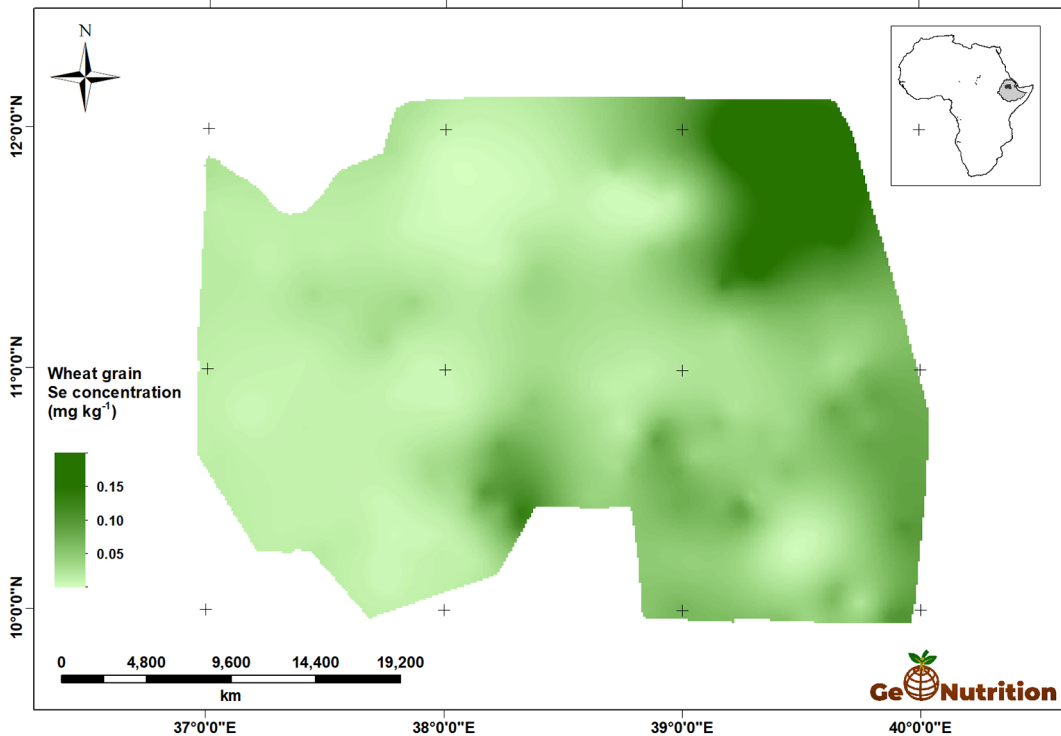 N
12°0'0"N
11°0'0"N
10°0'0"N
Wheat grain
Se concentration
(mg kg-1)
0.15
0.10
0.05
0 4,800 9,600 14,400 19,200
km
GeoNutrition
37°0'0"E 38°0'0"E 39°0'0"E 40°0'0"E